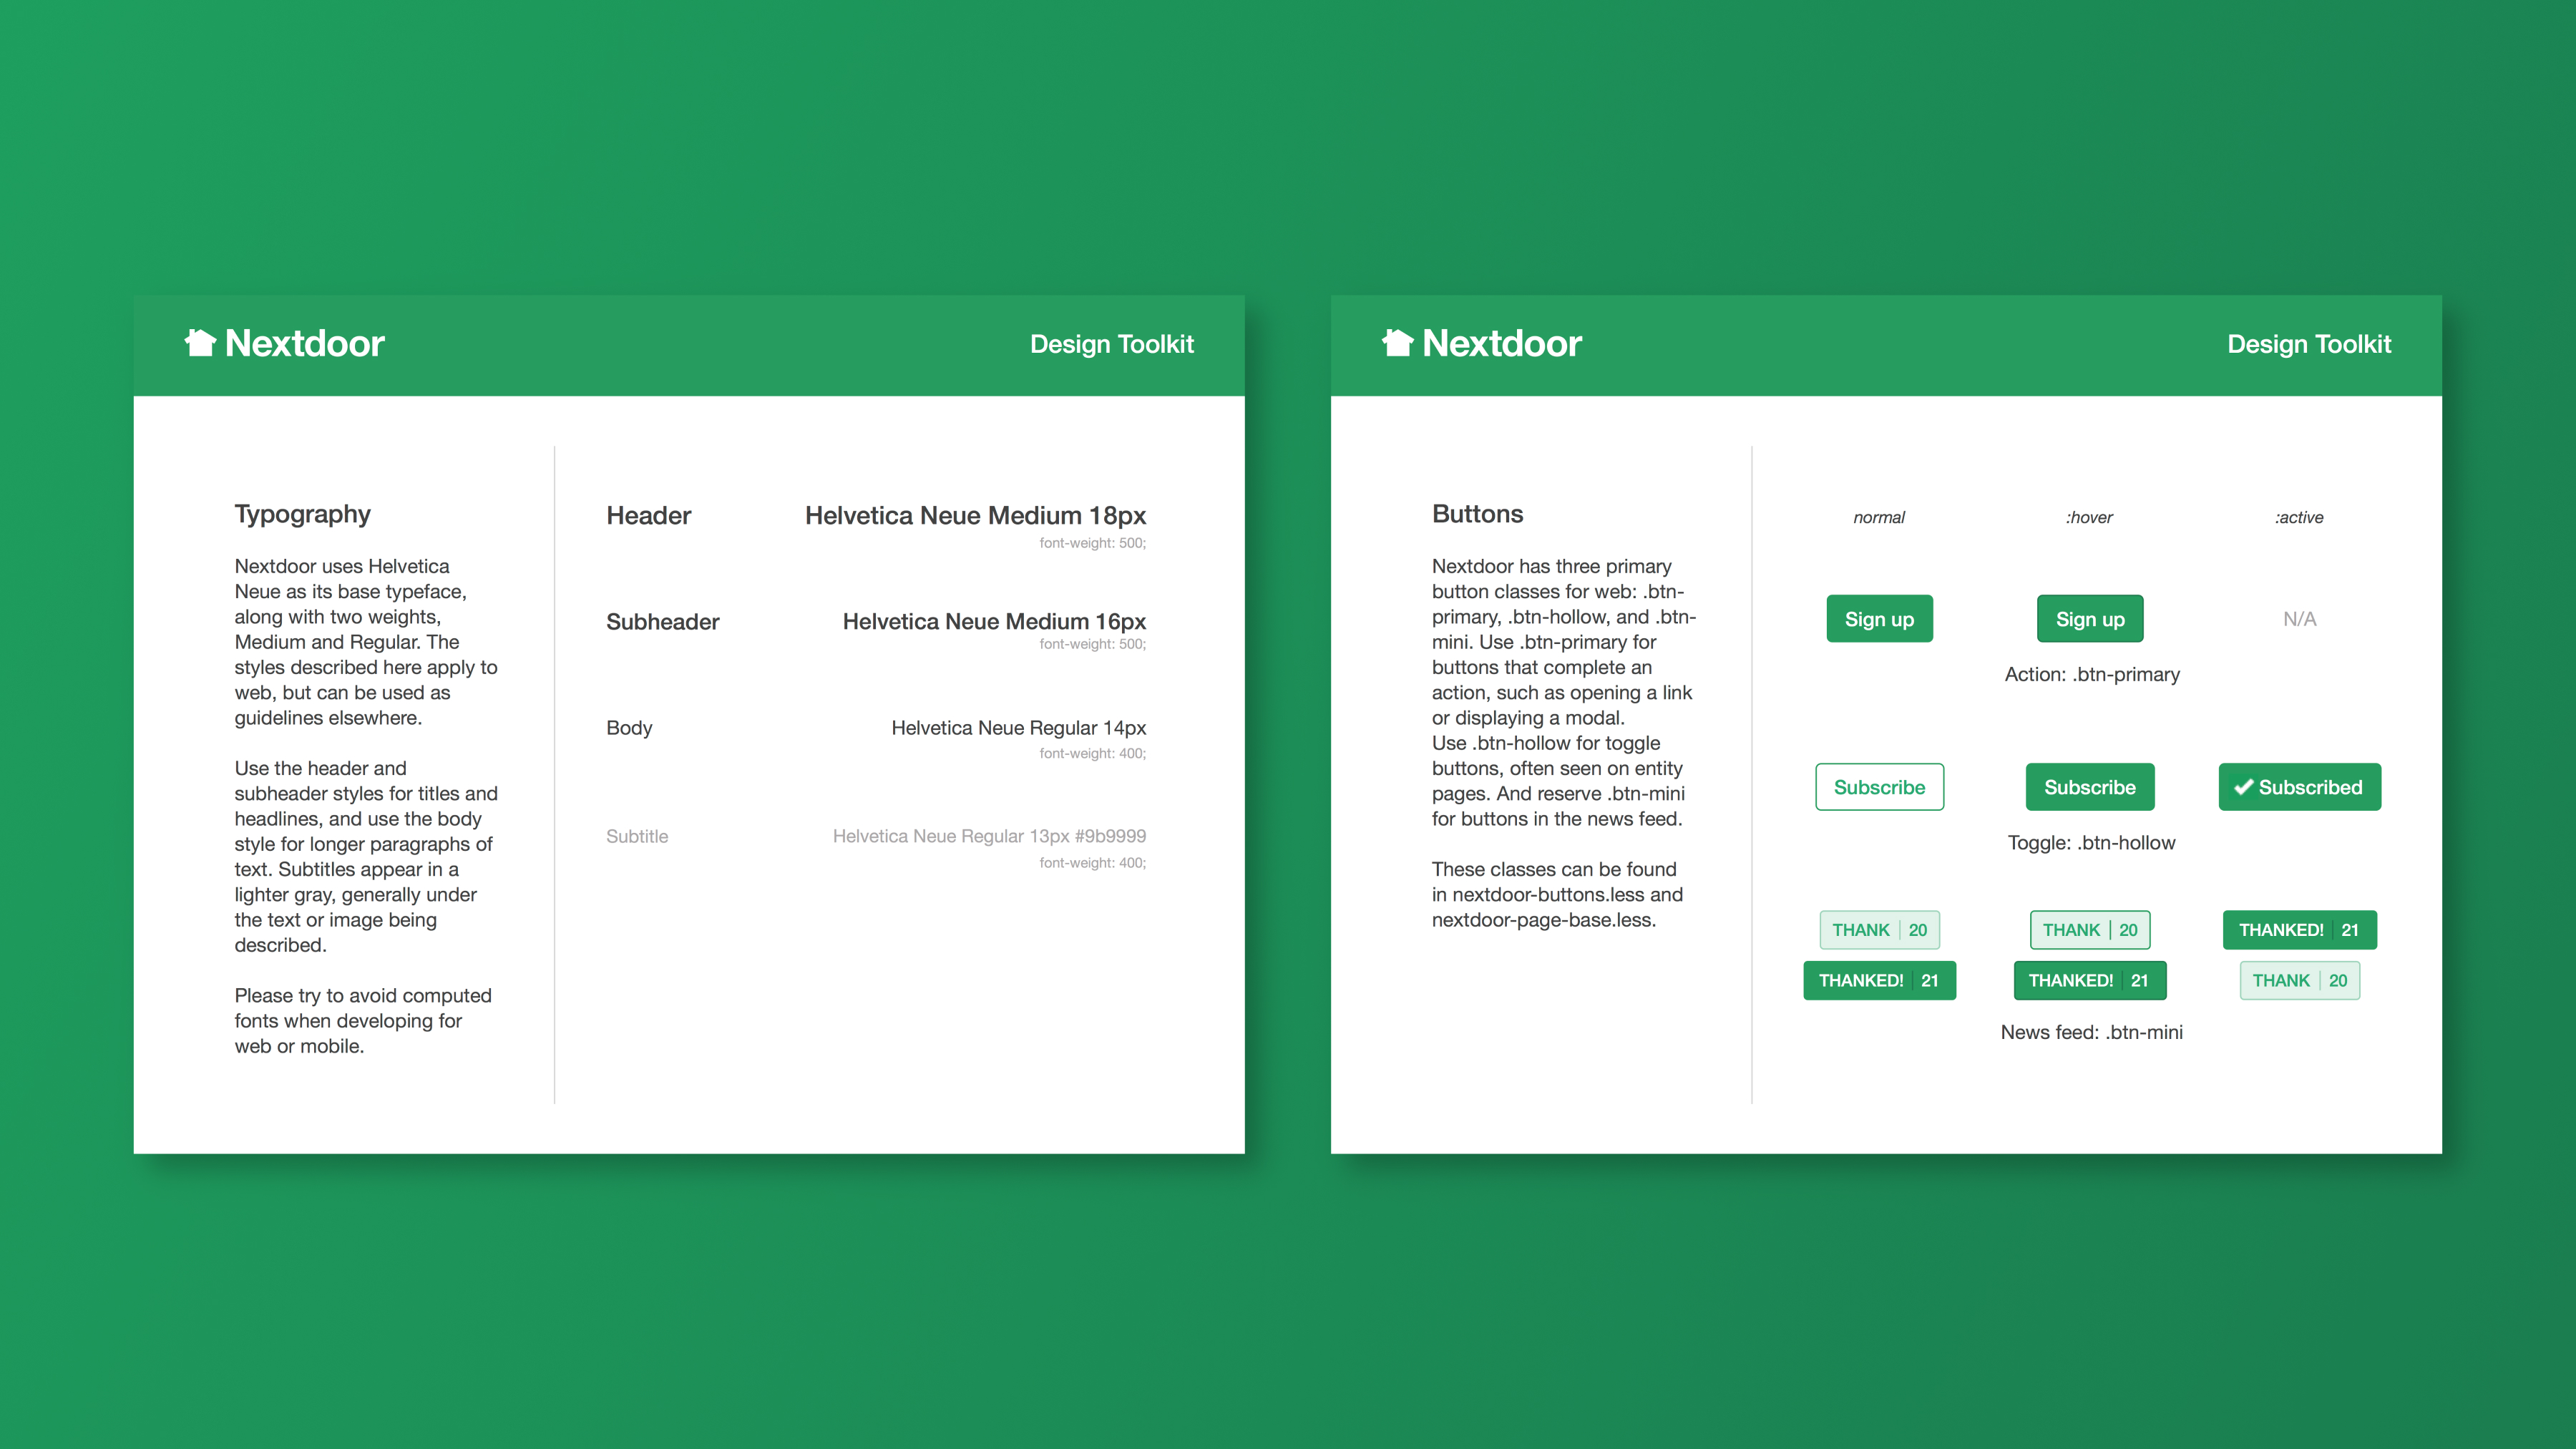 Nextdoor
Design Toolkit
Typography
Nextdoor uses Helvetica
Neue as its base typeface,
along with two weights,
Medium and Regular. The
styles described here apply to
web, but can be used as
guidelines elsewhere.
Use the header and
subheader styles for titles and
headlines, and use the body
style for longer paragraphs of
text. Subtitles appear in a
lighter gray, generally under
the text or image being
described.
Please try to avoid computed
fonts when developing for
web or mobile.
Header Helvetica Neue Medium 18px
font-weight: 500;
Subheader Helvetica Neue Medium 16px
font-weight: 500;
Body Helvetica Neue Regular 14px
font-weight: 400;
Subtitle Helvetica Neue Regular 13px #9b9999
font-weight: 400;
Nextdoor
Design Toolkit
Buttons
Nextdoor has three primary
button classes for web: .btn-
primary, .btn-hollow, and .btn-
mini. Use .btn-primary for
buttons that complete an
action, such as opening a link
or displaying a modal.
Use .btn-hollow for toggle
buttons, often seen on entity
pages. And reserve .btn-mini
for buttons in the news feed.
These classes can be found
in nextdoor-buttons.less and
nextdoor-page-base.less.
normal :hover :active
Sign up Sign up N/A
Action: .btn-primary
Subscribe Subscribe ✔ Subscribed
Toggle: .btn-hollow
THANK | 20 THANK | 20 THANKED! | 21
THANKED! | 21 THANKED! | 21 THANK | 20
News feed: .btn-mini